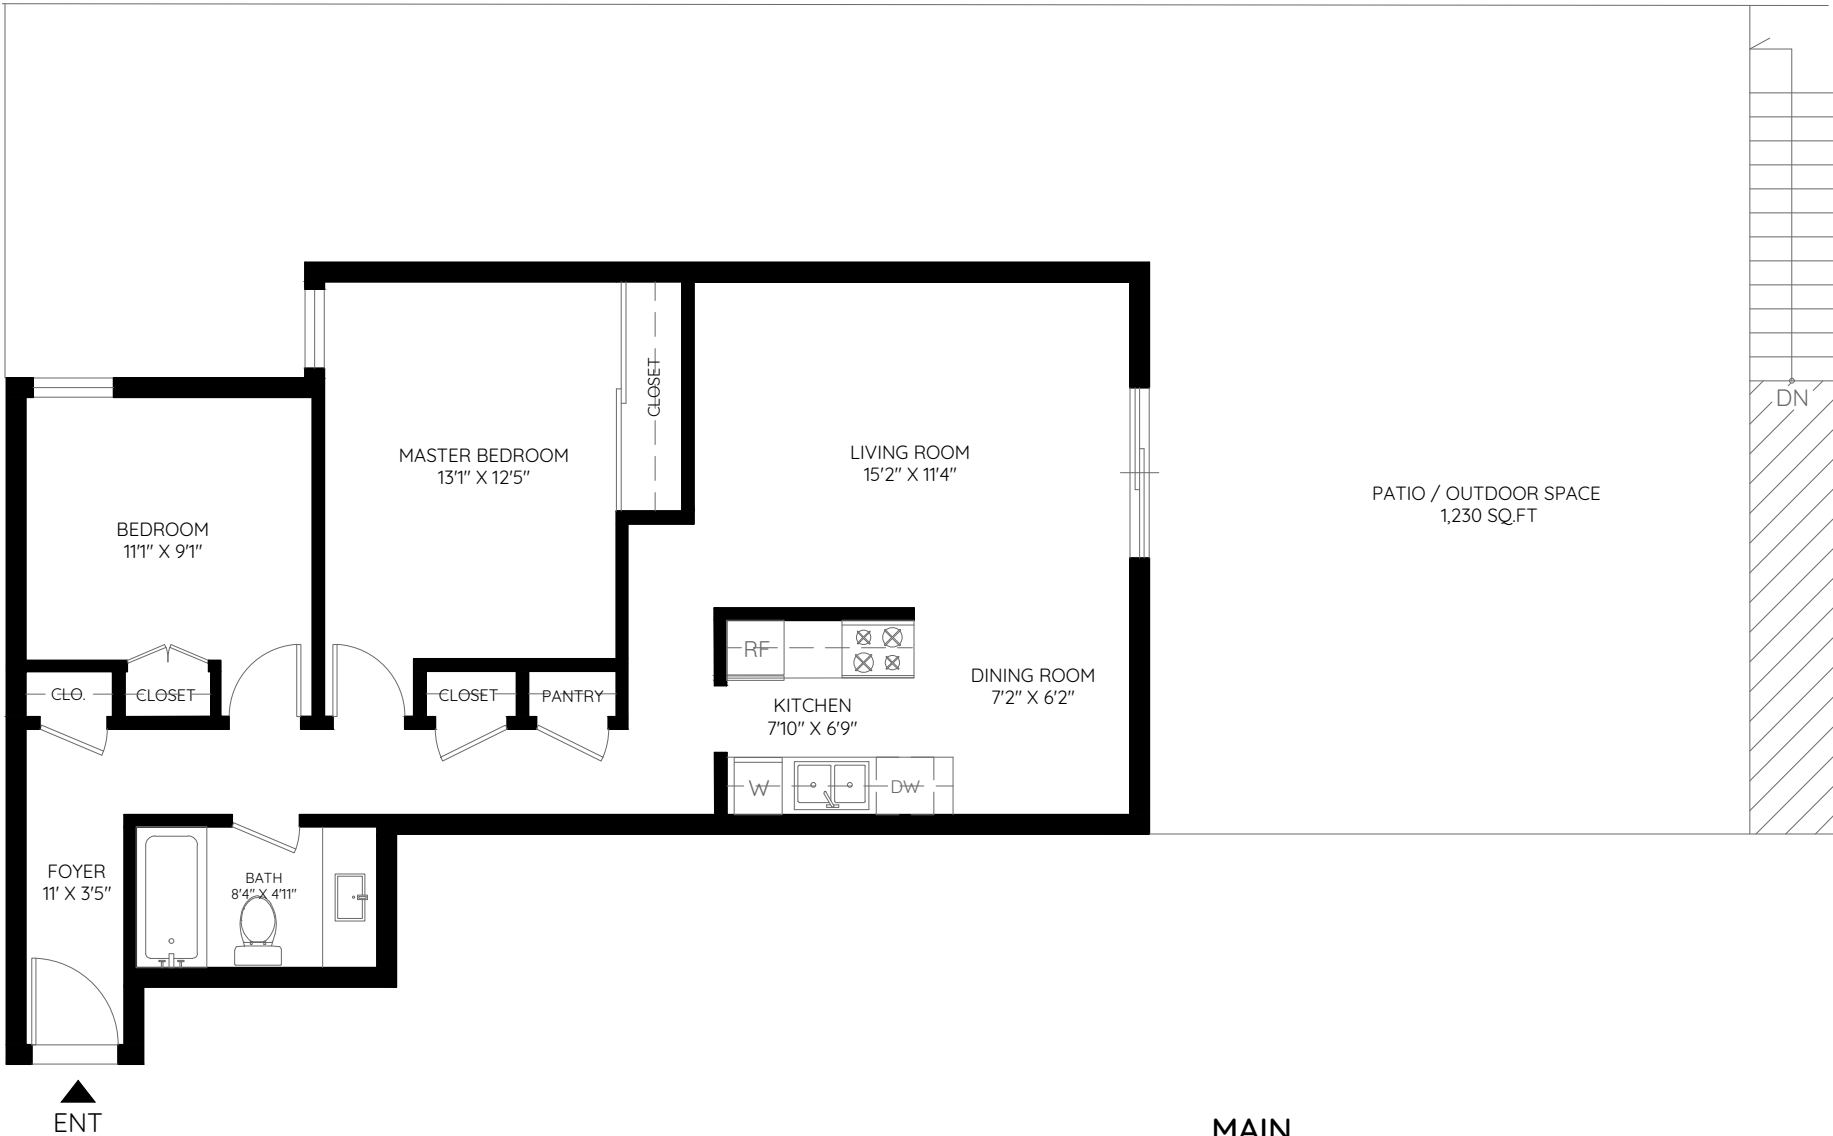 DN
CLOSET
LIVING ROOM
15'2" X 11'4"
MASTER BEDROOM
13'1" X 12'5"
PATIO / OUTDOOR SPACE
1,230 SQ.FT
BEDROOM
11'1" X 9'1"
RF
DINING ROOM
7'2" X 6'2"
CLO.
CLOSET
CLOSET
PANTRY
KITCHEN
7'10" X 6'9"
W
DW
FOYER
11' X 3'5"
BATH
8'4" X 4'11"
ENT
MAIN